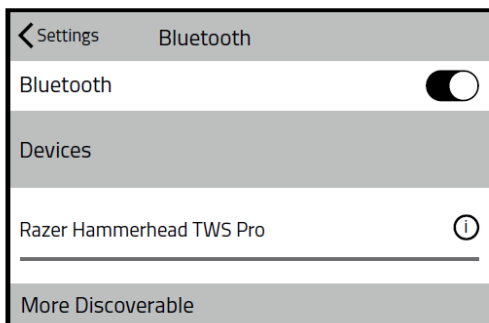 Settings Bluetooth
Bluetooth
Devices
Razer Hammerhead TWS Pro
More Discoverable